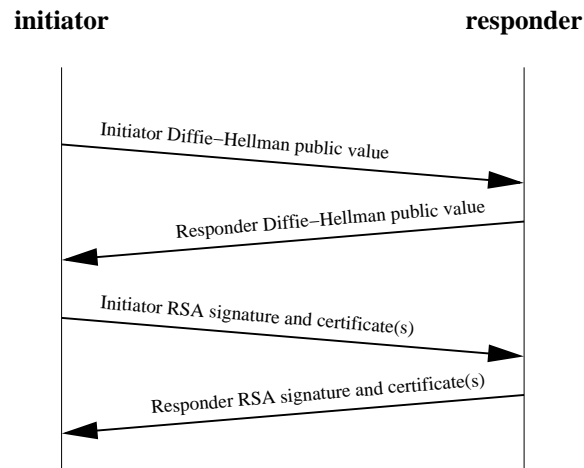 initiator
responder
Initiator Diffie−Hellman public value
Responder Diffie−Hellman public value
Initiator RSA signature and certificate(s)
Responder RSA signature and certificate(s)